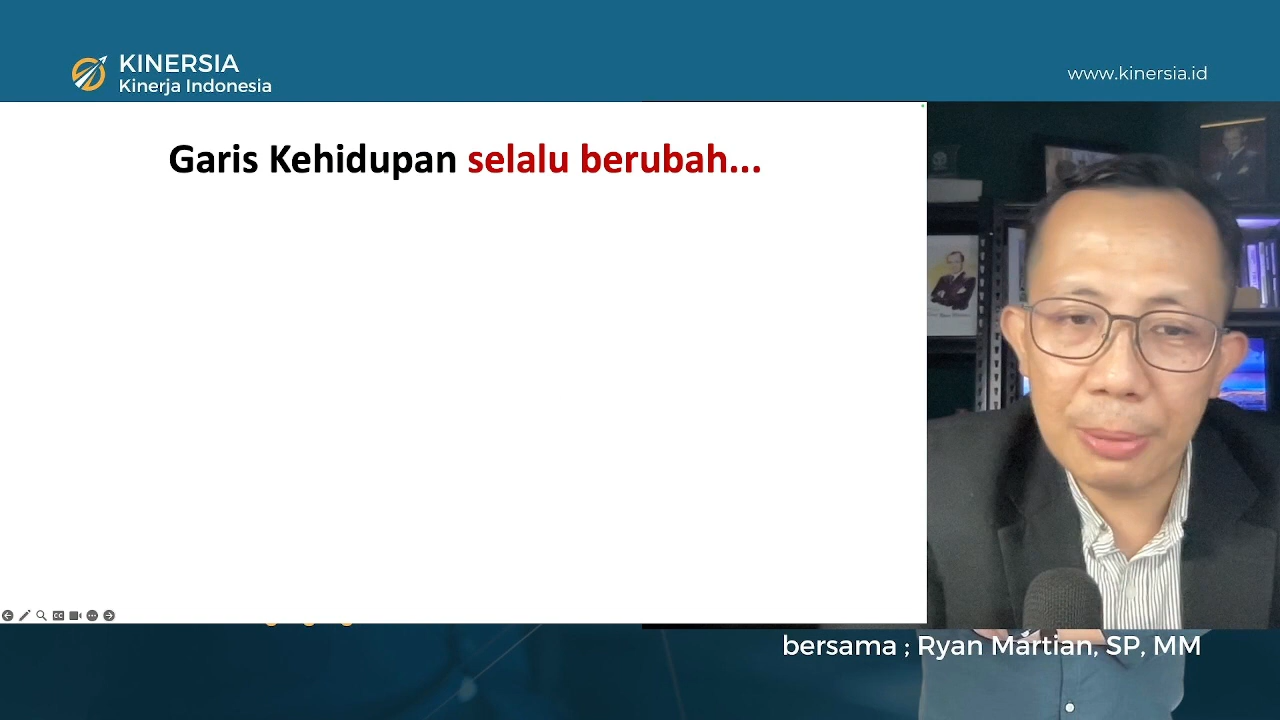 KINERSIA
Kinerja Indonesia
www.kinersia.id
Garis Kehidupan selalu berubah...
bersama ; Ryan Martian, SP, MM